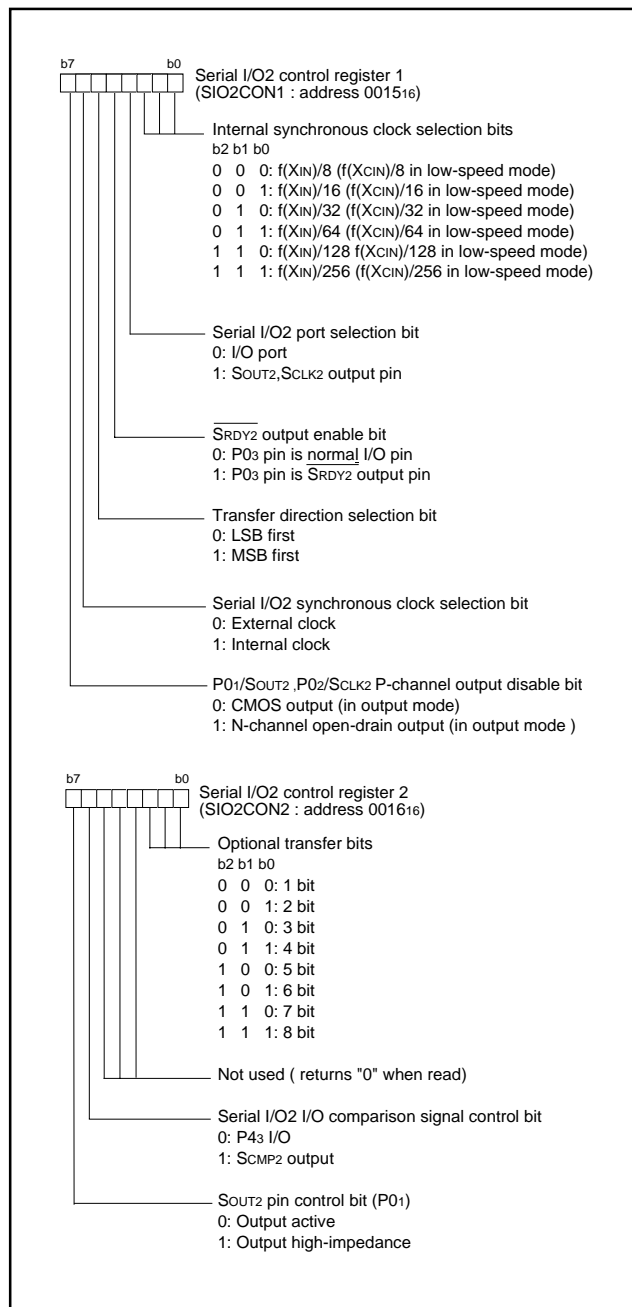 b7 b0
Serial I/O2 control register 1
(SIO2CON1 : address 001516)
Internal synchronous clock selection bits
b2 b1 b0
0 0 0: f(XIN)/8 (f(XCIN)/8 in low-speed mode)
0 0 1: f(XIN)/16 (f(XCIN)/16 in low-speed mode)
0 1 0: f(XIN)/32 (f(XCIN)/32 in low-speed mode)
0 1 1: f(XIN)/64 (f(XCIN)/64 in low-speed mode)
1 1 0: f(XIN)/128 f(XCIN)/128 in low-speed mode)
1 1 1: f(XIN)/256 (f(XCIN)/256 in low-speed mode)
Serial I/O2 port selection bit
0: I/O port
1: SOUT2,SCLK2 output pin
SRDY2 output enable bit
0: P03 pin is normal I/O pin
1: P03 pin is SRDY2 output pin
Transfer direction selection bit
0: LSB first
1: MSB first
Serial I/O2 synchronous clock selection bit
0: External clock
1: Internal clock
P01/SOUT2 ,P02/SCLK2 P-channel output disable bit
0: CMOS output (in output mode)
1: N-channel open-drain output (in output mode )
b7 b0
Serial I/O2 control register 2
(SIO2CON2 : address 001616)
Optional transfer bits
b2 b1 b0
0 0 0: 1 bit
0 0 1: 2 bit
0 1 0: 3 bit
0 1 1: 4 bit
1 0 0: 5 bit
1 0 1: 6 bit
1 1 0: 7 bit
1 1 1: 8 bit
Not used ( returns "0" when read)
Serial I/O2 I/O comparison signal control bit
0: P43 I/O
1: SCMP2 output
SOUT2 pin control bit (P01)
0: Output active
1: Output high-impedance